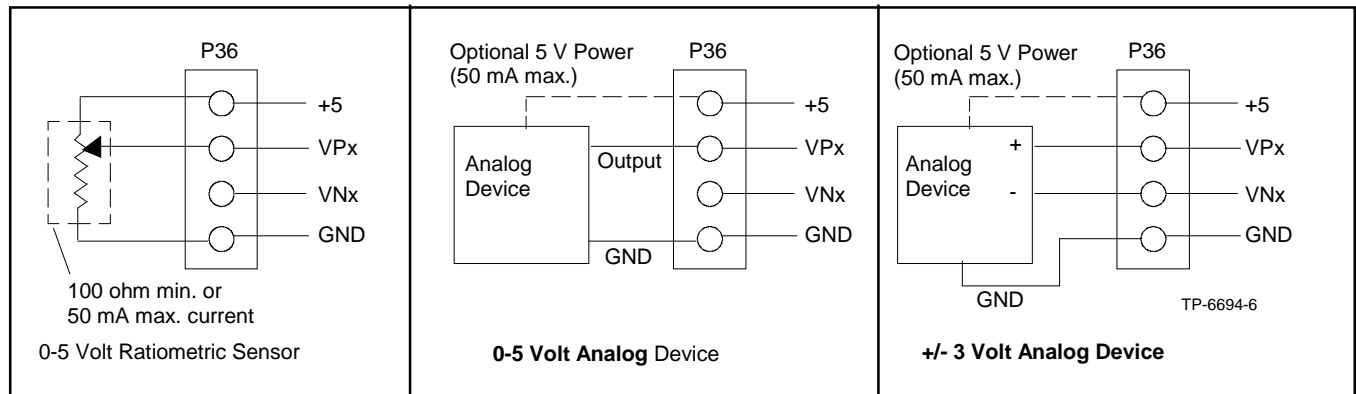 P36
+5
VPx
VNx
GND
100 ohm min. or
50 mA max. current
0-5 Volt Ratiometric Sensor
Optional 5 V Power
(50 mA max.)
P36
Analog
Device
Output
GND
+5
VPx
VNx
GND
0-5 Volt Analog Device
Optional 5 V Power
(50 mA max.)
P36
Analog
Device
+
-
GND
+5
VPx
VNx
GND
TP-6694-6
+/- 3 Volt Analog Device